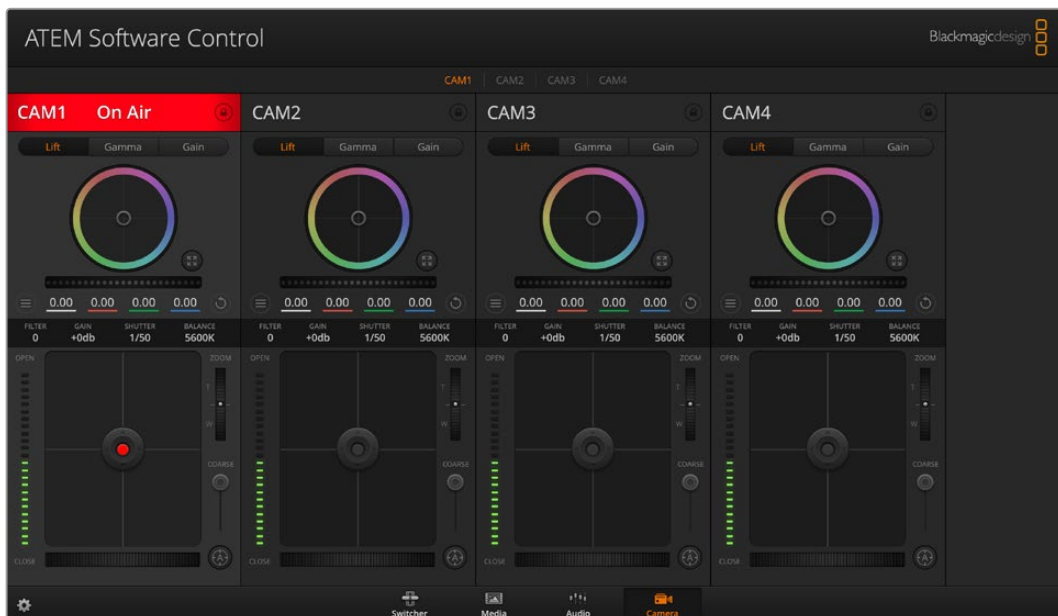 ATEM Software Control
Blackmagicdesign
CAM1 CAM2 CAM3 CAM4
CAM1 On Air CAM2 CAM3 CAM4
Lift Gamma Gain Lift Gamma Gain Lift Gamma Gain Lift Gamma Gain
0.00 0.00 0.00 0.00 0.00 0.00 0.00 0.00 0.00 0.00 0.00 0.00 0.00 0.00 0.00 0.00
FILTER GAIN SHUTTER BALANCE FILTER GAIN SHUTTER BALANCE FILTER GAIN SHUTTER BALANCE FILTER GAIN SHUTTER BALANCE
0 +0db 1/50 5600K 0 +0db 1/50 5600K 0 +0db 1/50 5600K 0 +0db 1/50 5600K
OPEN ZOOM OPEN ZOOM OPEN ZOOM OPEN ZOOM
T T T T
W W W W
COARSE COARSE COARSE COARSE
CLOSE A CLOSE A CLOSE A CLOSE A
Switcher Media Audio Camera